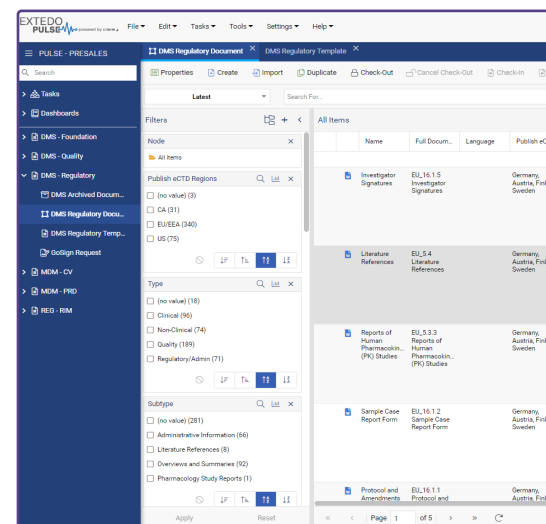 EXTEDO
PULSE powered by
File Edit Tasks Tools Settings Help
PULSE - PRESALES
DMS Regulatory Document × DMS Regulatory Template ×
Search
Properties Create Import Duplicate Check-Out Cancel Check-Out Check-In
Tasks
Latest Search For...
Dashboards
Filters All Items
DMS - Foundation
DMS - Quality
DMS - Regulatory
DMS Archived Docum...
DMS Regulatory Docu...
DMS Regulatory Temp...
GoSign Request
MDM - CV
MDM - PRD
REG - RIM
Node
All items
Publish eCTD Regions
(no value) (3)
CA (31)
EU/EEA (340)
US (75)
Type
(no value) (18)
Clinical (96)
Non-Clinical (74)
Quality (189)
Regulatory/Admin (71)
Subtype
(no value) (281)
Administrative Information (66)
Literature References (8)
Overviews and Summaries (92)
Pharmacology Study Reports (1)
Apply Reset
Name Full Docum... Language Publish eC
Investigator EU_16.1.5 Germany,
Signatures Investigator Austria, Finl
Signatures Sweden
Literature EU_5.4 Germany,
References Literature Austria, Finl
References Sweden
Reports of EU_5.3.3 Germany,
Human Reports of Austria, Finl
Pharmacokin... Human Sweden
(PK) Studies Pharmacokin...
(PK) Studies
Sample Case EU_16.1.2 Germany,
Report Form Sample Case Austria, Finl
Report Form Sweden
Protocol and EU_16.1.1 Germany,
Amendments Protocol and Austria, Finl
« < Page 1 of 5 > »